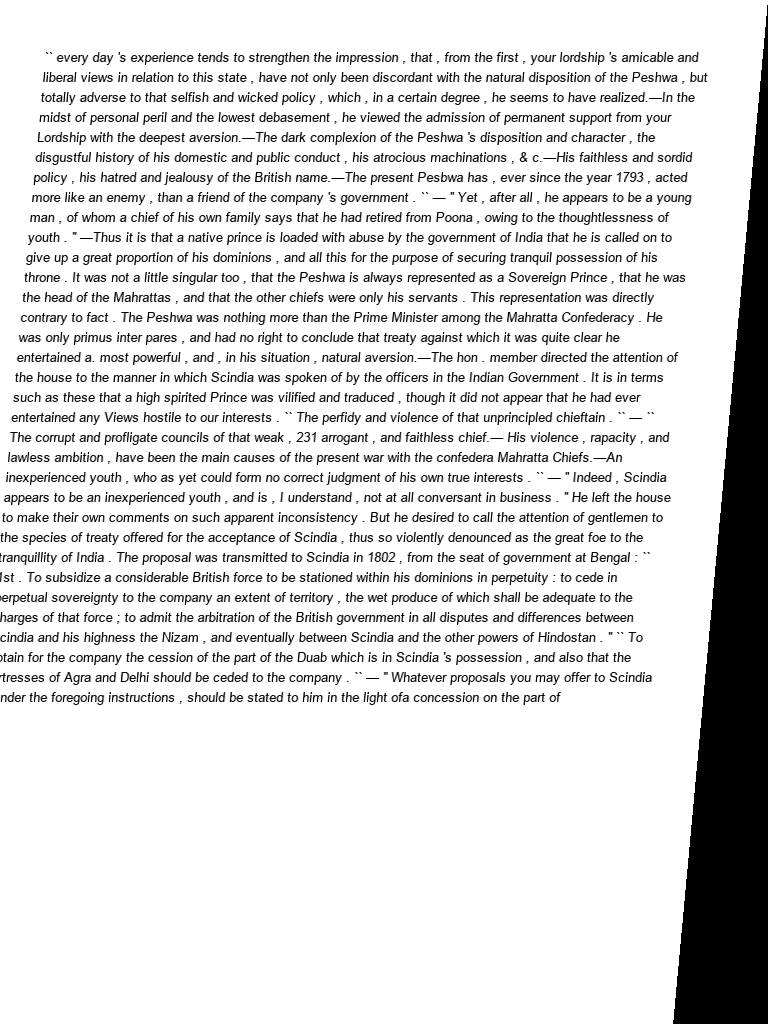 `` every day 's experience tends to strengthen the impression , that , from the first , your lordship 's amicable and
liberal views in relation to this state , have not only been discordant with the natural disposition of the Peshwa , but
totally adverse to that selfish and wicked policy , which , in a certain degree , he seems to have realized.—In the
midst of personal peril and the lowest debasement , he viewed the admission of permanent support from your
Lordship with the deepest aversion.—The dark complexion of the Peshwa 's disposition and character , the
disgustful history of his domestic and public conduct , his atrocious machinations , & c.—His faithless and sordid
policy , his hatred and jealousy of the British name.—The present Pesbwa has , ever since the year 1793 , acted
more like an enemy , than a friend of the company 's government . `` — '' Yet , after all , he appears to be a young
man , of whom a chief of his own family says that he had retired from Poona , owing to the thoughtlessness of
youth . '' —Thus it is that a native prince is loaded with abuse by the government of India that he is called on to
give up a great proportion of his dominions , and all this for the purpose of securing tranquil possession of his
throne . It was not a little singular too , that the Peshwa is always represented as a Sovereign Prince , that he was
the head of the Mahrattas , and that the other chiefs were only his servants . This representation was directly
contrary to fact . The Peshwa was nothing more than the Prime Minister among the Mahratta Confederacy . He
was only primus inter pares , and had no right to conclude that treaty against which it was quite clear he
entertained a. most powerful , and , in his situation , natural aversion.—The hon . member directed the attention of
the house to the manner in which Scindia was spoken of by the officers in the Indian Government . It is in terms
such as these that a high spirited Prince was vilified and traduced , though it did not appear that he had ever
entertained any Views hostile to our interests . `` The perfidy and violence of that unprincipled chieftain . `` — ``
The corrupt and profligate councils of that weak , 231 arrogant , and faithless chief.— His violence , rapacity , and
lawless ambition , have been the main causes of the present war with the confedera Mahratta Chiefs.—An
inexperienced youth , who as yet could form no correct judgment of his own true interests . `` — '' Indeed , Scindia
appears to be an inexperienced youth , and is , I understand , not at all conversant in business . '' He left the house
to make their own comments on such apparent inconsistency . But he desired to call the attention of gentlemen to
the species of treaty offered for the acceptance of Scindia , thus so violently denounced as the great foe to the
tranquillity of India . The proposal was transmitted to Scindia in 1802 , from the seat of government at Bengal : ``
1st . To subsidize a considerable British force to be stationed within his dominions in perpetuity : to cede in
perpetual sovereignty to the company an extent of territory , the wet produce of which shall be adequate to the
harges of that force ; to admit the arbitration of the British government in all disputes and differences between
cindia and his highness the Nizam , and eventually between Scindia and the other powers of Hindostan . '' `` To
btain for the company the cession of the part of the Duab which is in Scindia 's possession , and also that the
rtresses of Agra and Delhi should be ceded to the company . `` — '' Whatever proposals you may offer to Scindia
nder the foregoing instructions , should be stated to him in the light ofa concession on the part of